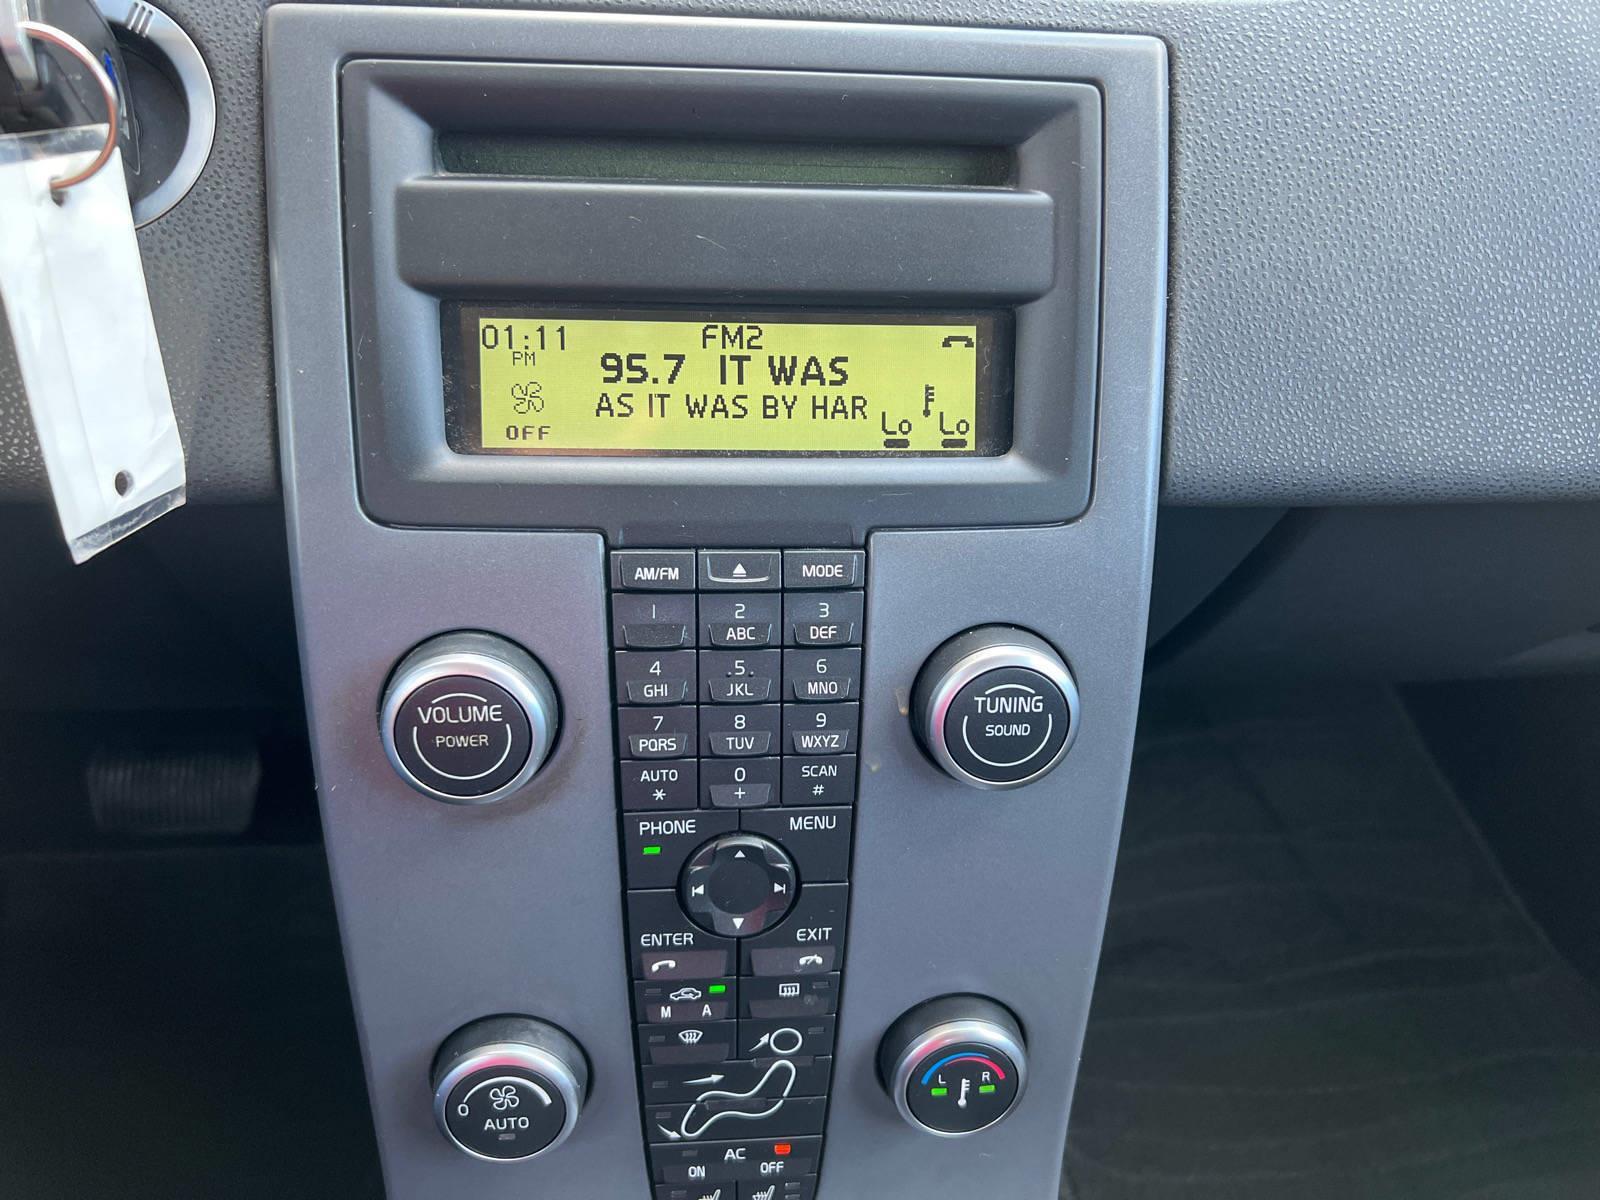 01:11 FM2
PM 95.7 IT WAS
AS IT WAS BY HAR
OFF Lo Lo
AM/FM MODE
1 2 3
ABC DEF
4 5 6
GHI JKL MNO
7 8 9
PQRS TUV WXYZ
AUTO 0 SCAN
* + #
VOLUME
POWER
TUNING
SOUND
PHONE MENU
ENTER EXIT
M A
0
AUTO
L R
AC
ON OFF